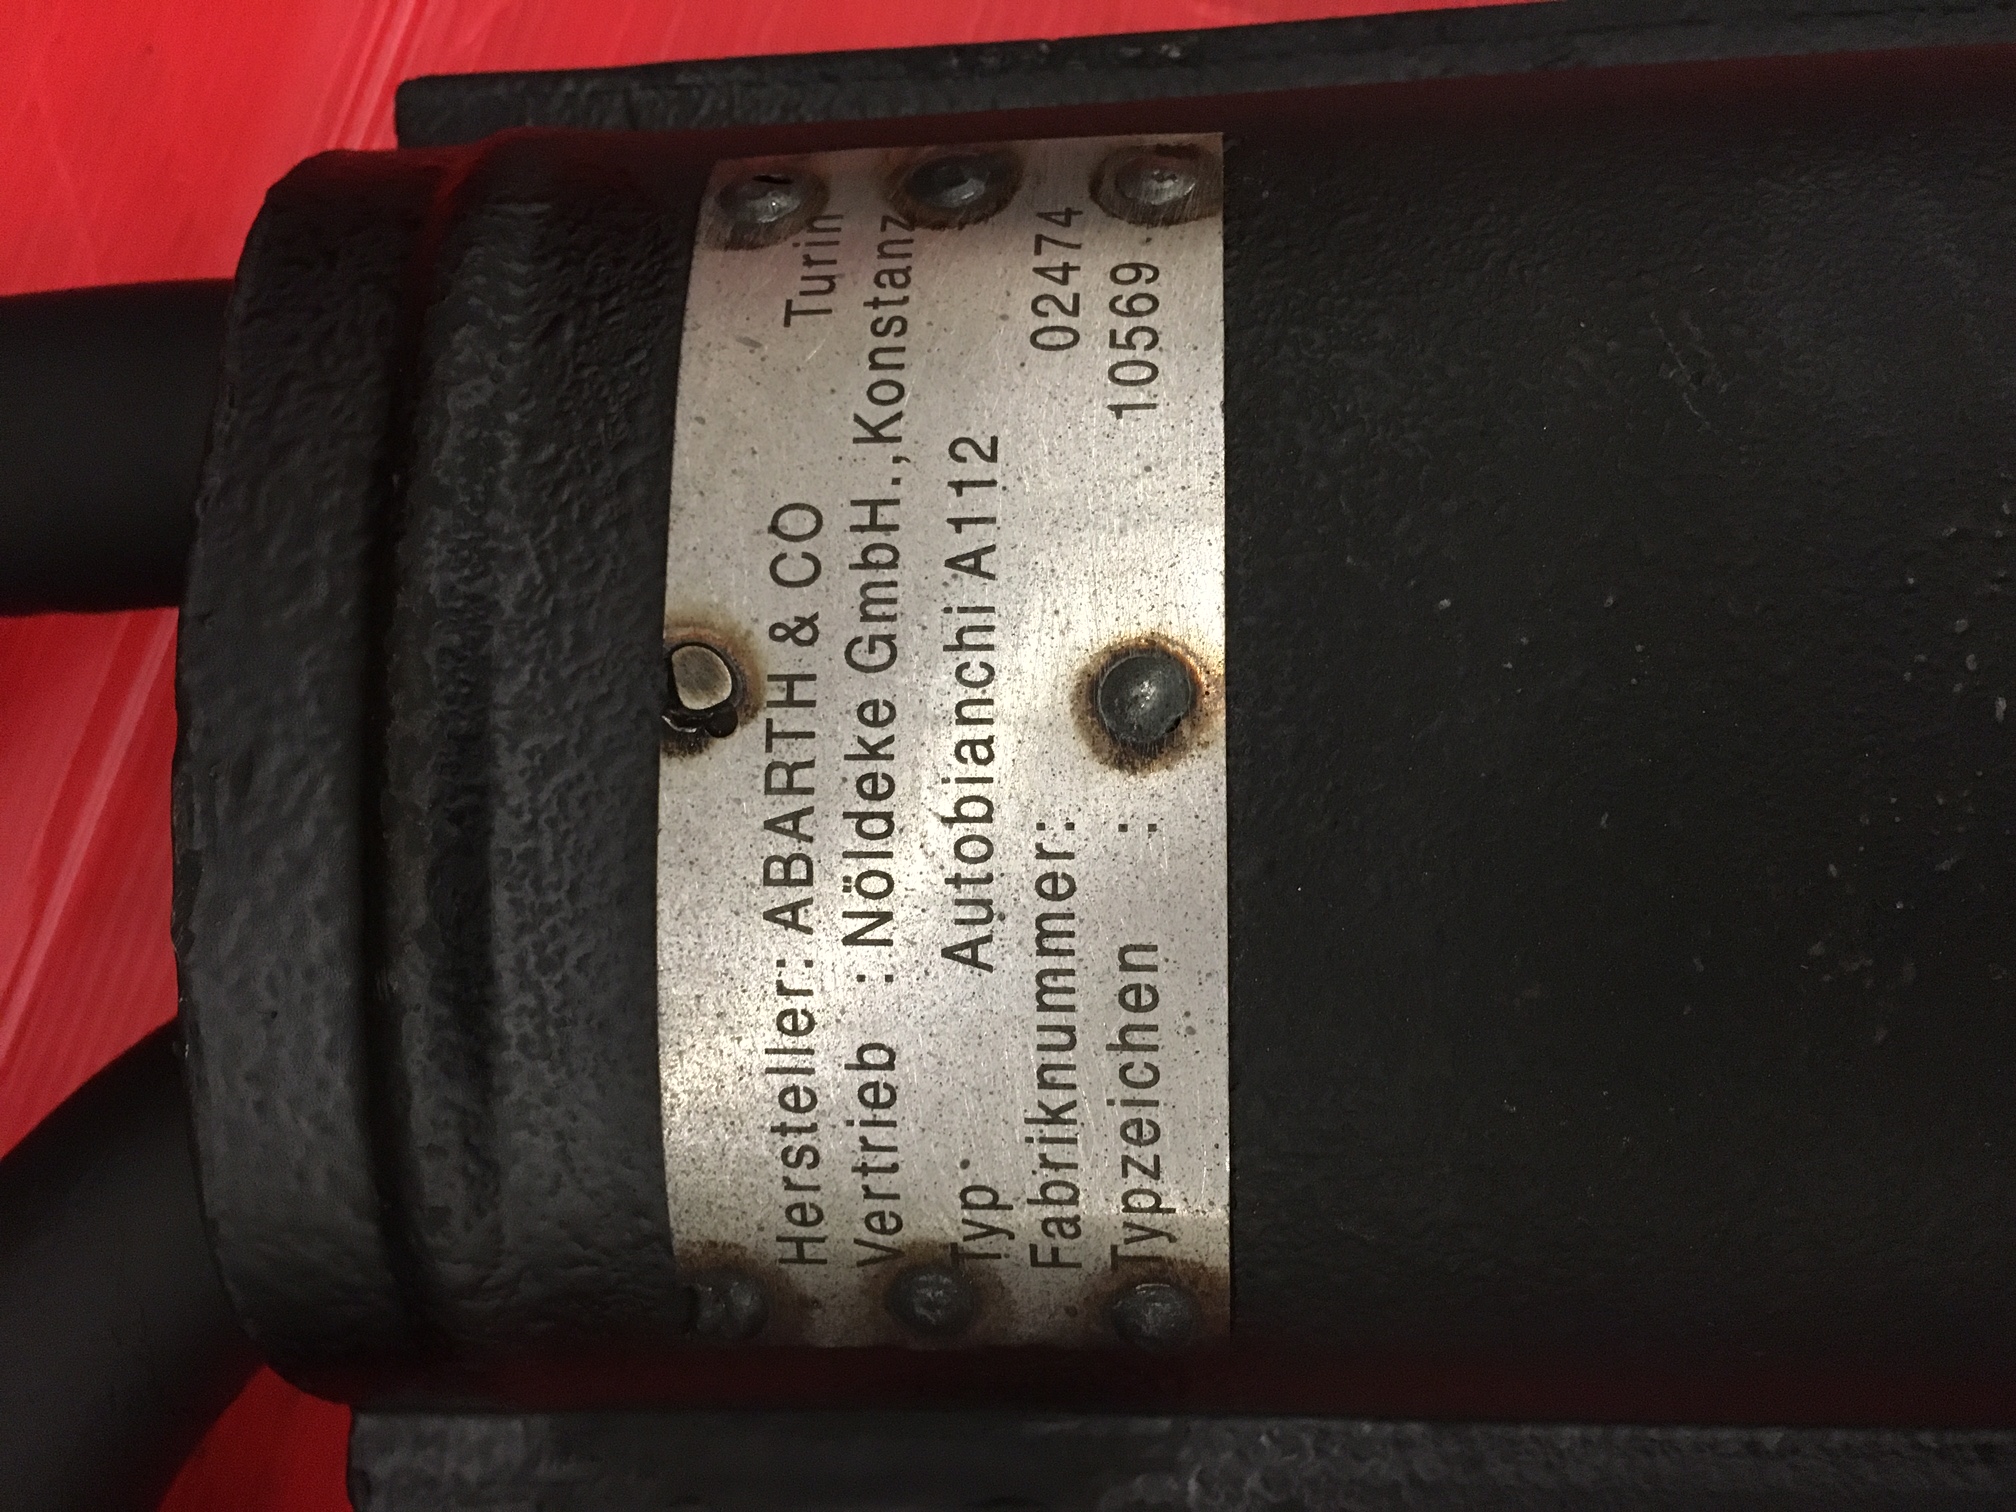 Hersteller: ABARTH & CO Turin
Vertrieb : Nöldeke GmbH.,Konstanz
Typ Autobianchi A112
Fabriknummer: 02474
Typzeichen : 10569